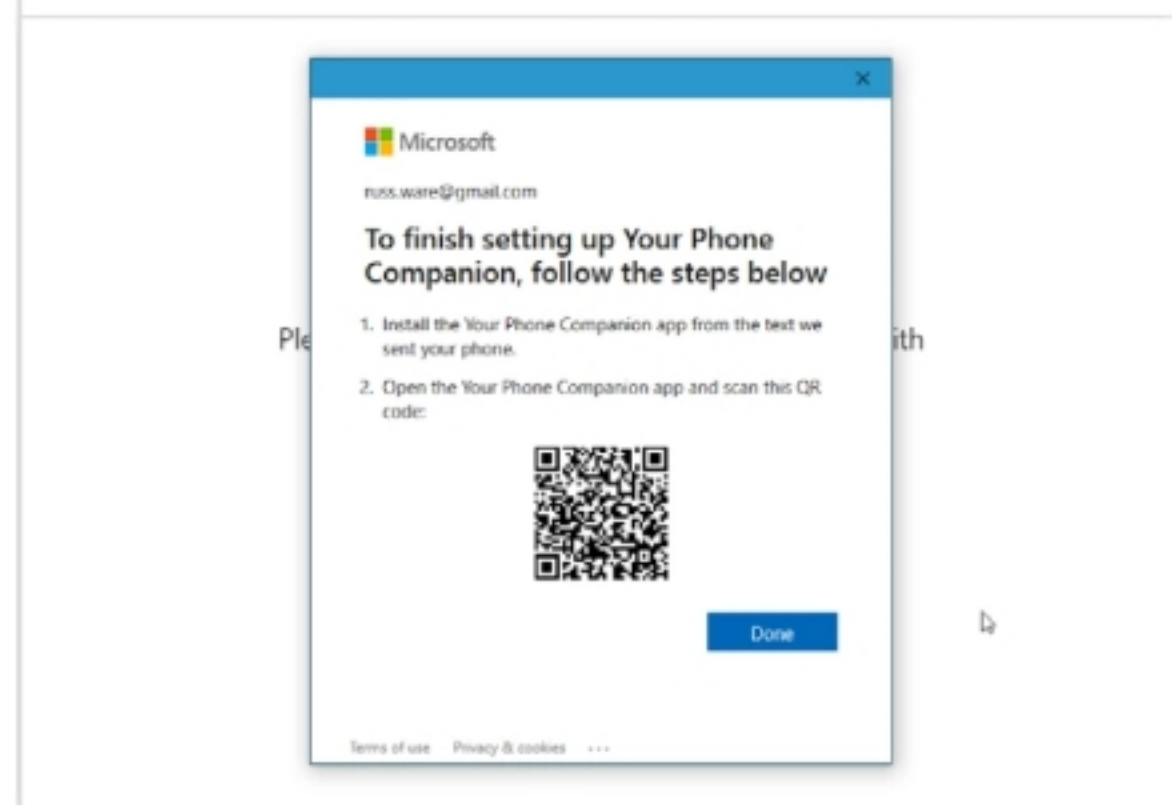 Microsoft
russ.ware@gmail.com
To finish setting up Your Phone
Companion, follow the steps below
1. Install the Your Phone Companion app from the text we
sent your phone.
Ple
ith
2. Open the Your Phone Companion app and scan this QR
code:
Done
Terms of use Privacy & cookies ...